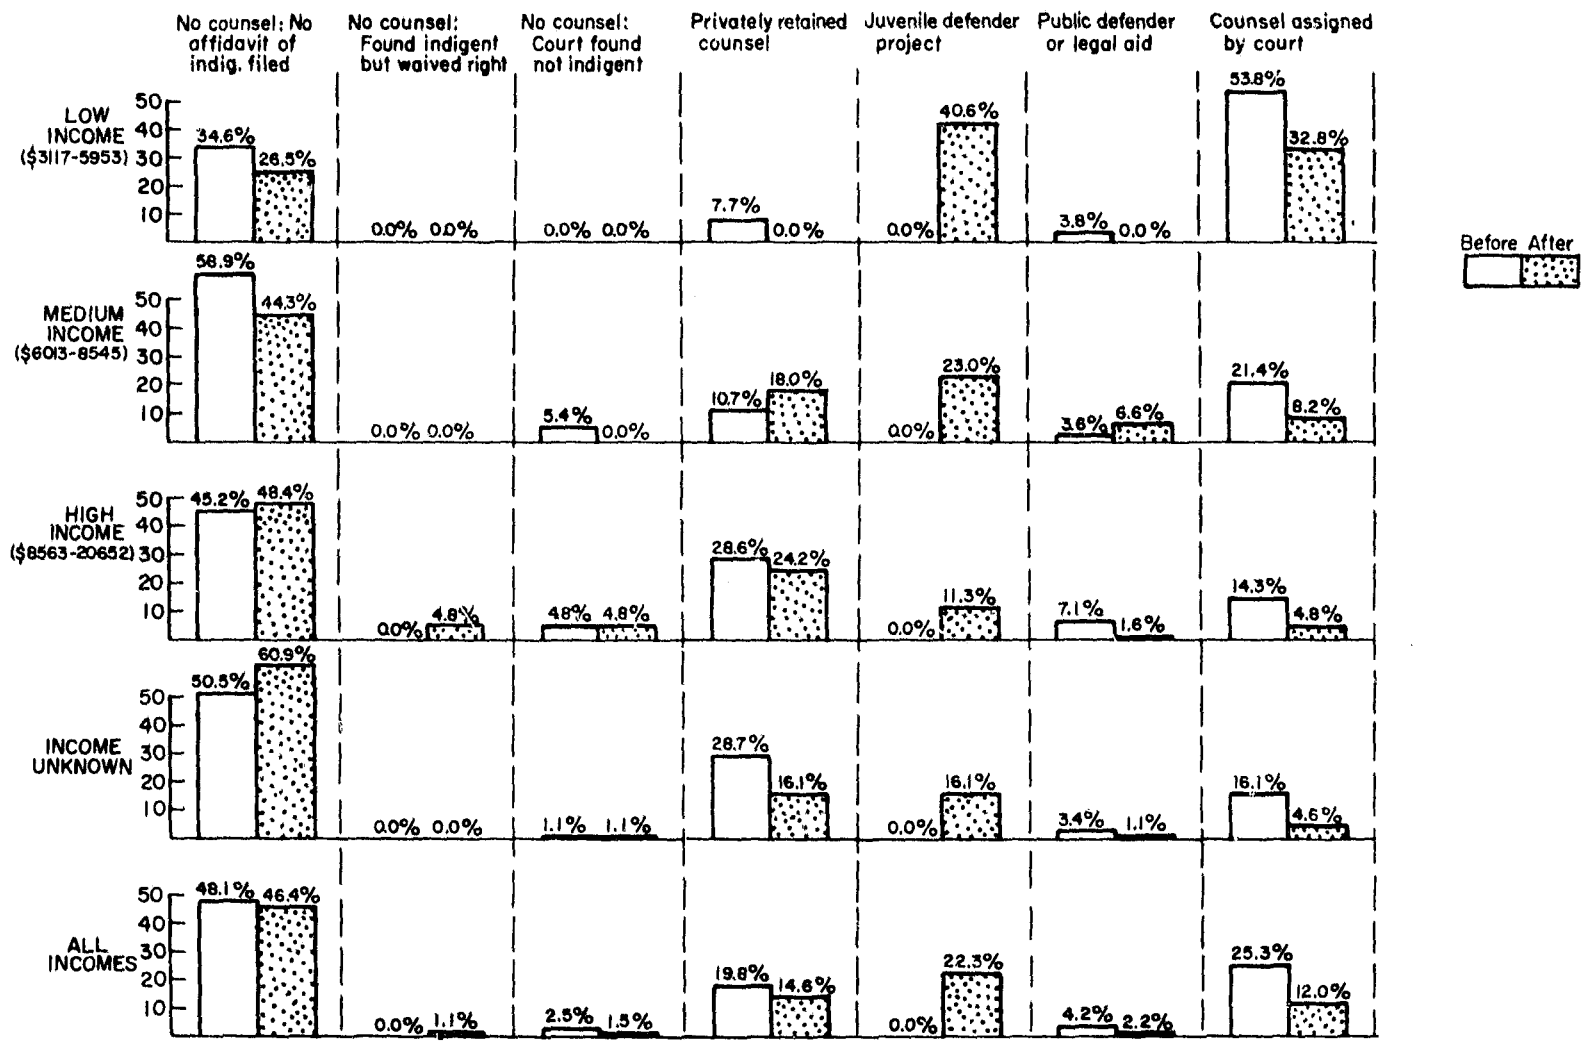 No counsel: No
affidavit of
indig. filed
No counsel:
Found indigent
but waived right
No counsel:
Court found
not indigent
Privately retained
counsel
Juvenile defender
project
Public defender
or legal aid
Counsel assigned
by court
Before After
LOW
INCOME
($3117-5953)
50
40
30
20
10
34.6% 26.5%
0.0% 0.0%
0.0% 0.0%
7.7% 0.0%
0.0% 40.6%
3.8% 0.0%
53.8% 32.8%
MEDIUM
INCOME
($6013-8545)
50
40
30
20
10
58.9% 44.3%
0.0% 0.0%
5.4% 0.0%
10.7% 18.0%
0.0% 23.0%
3.6% 6.6%
21.4% 8.2%
HIGH
INCOME
($8563-20652)
50
40
30
20
10
45.2% 48.4%
0.0% 4.8%
4.8% 4.8%
28.6% 24.2%
0.0% 11.3%
7.1% 1.6%
14.3% 4.8%
INCOME
UNKNOWN
50
40
30
20
10
50.5% 60.9%
0.0% 0.0%
1.1% 1.1%
28.7% 16.1%
0.0% 16.1%
3.4% 1.1%
16.1% 4.6%
ALL
INCOMES
50
40
30
20
10
48.1% 46.4%
0.0% 1.1%
2.5% 1.5%
19.8% 14.6%
0.0% 22.3%
4.2% 2.2%
25.3% 12.0%